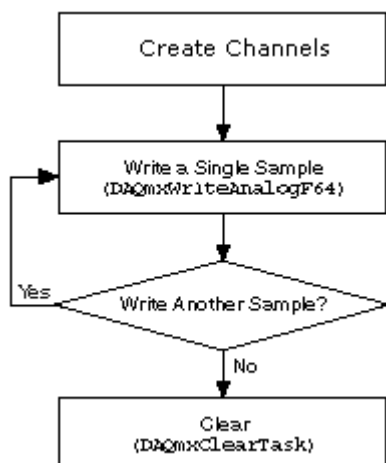 Create Channels
Write a Single Sample
(DAQmxWriteAnalogF64)
Yes
Write Another Sample?
No
Clear
(DAQmxClearTask)